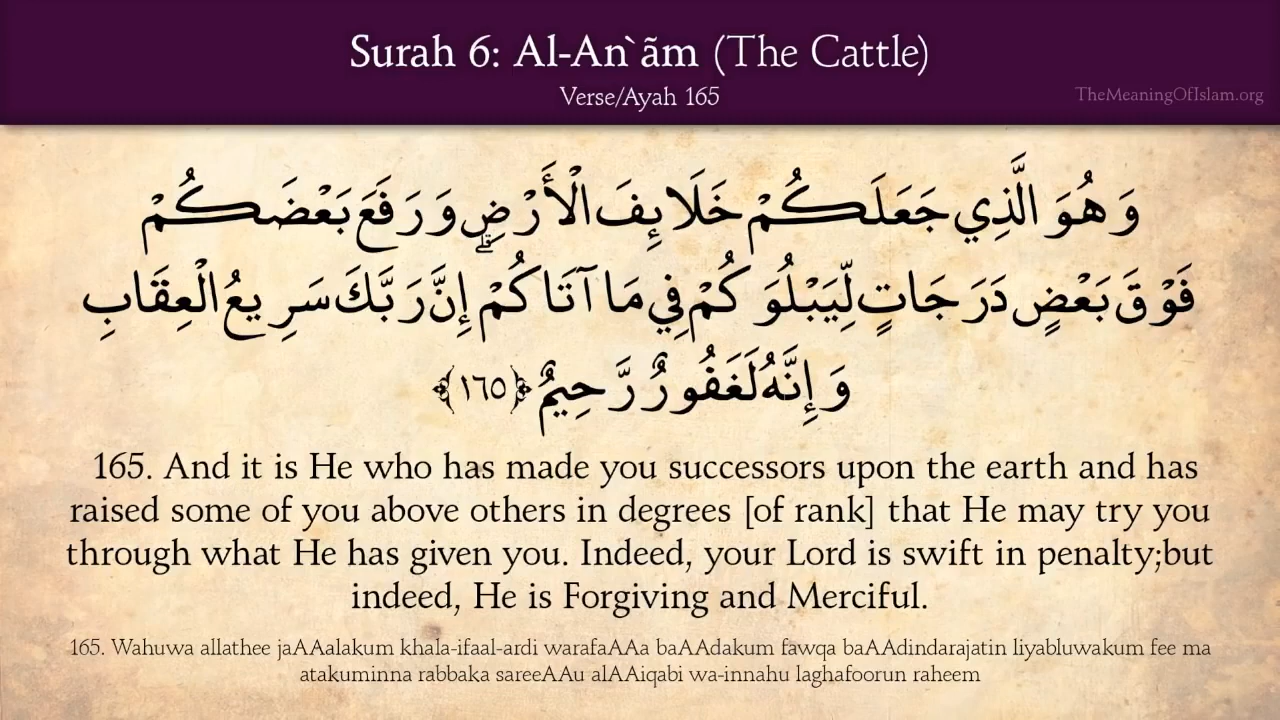 Surah 6: Al-An`ãm (The Cattle)
Verse/Ayah 165
TheMeaningOfIslam.org
وَهُوَ الَّذِي جَعَلَكُمْ خَلَايِٕفَ الْأَرْضِ ۗ وَرَفَعَ بَعْضَكُمْ
فَوْقَ بَعْضٍ دَرَجَاتٍ لِّيَبْلُوَكُمْ فِي مَا آتَاكُمْ إِنَّ رَبَّكَ سَرِيعُ الْعِقَابِ
وَإِنَّهُ لَغَفُورٌ رَّحِيمٌ ﴿١٦٥﴾
165. And it is He who has made you successors upon the earth and has
raised some of you above others in degrees [of rank] that He may try you
through what He has given you. Indeed, your Lord is swift in penalty;but
indeed, He is Forgiving and Merciful.
165. Wahuwa allathee jaAAalakum khala-ifaal-ardi warafaAAa baAAdakum fawqa baAAdindarajatin liyabluwakum fee ma
atakuminna rabbaka sareeAAu alAAiqabi wa-innahu laghafoorun raheem